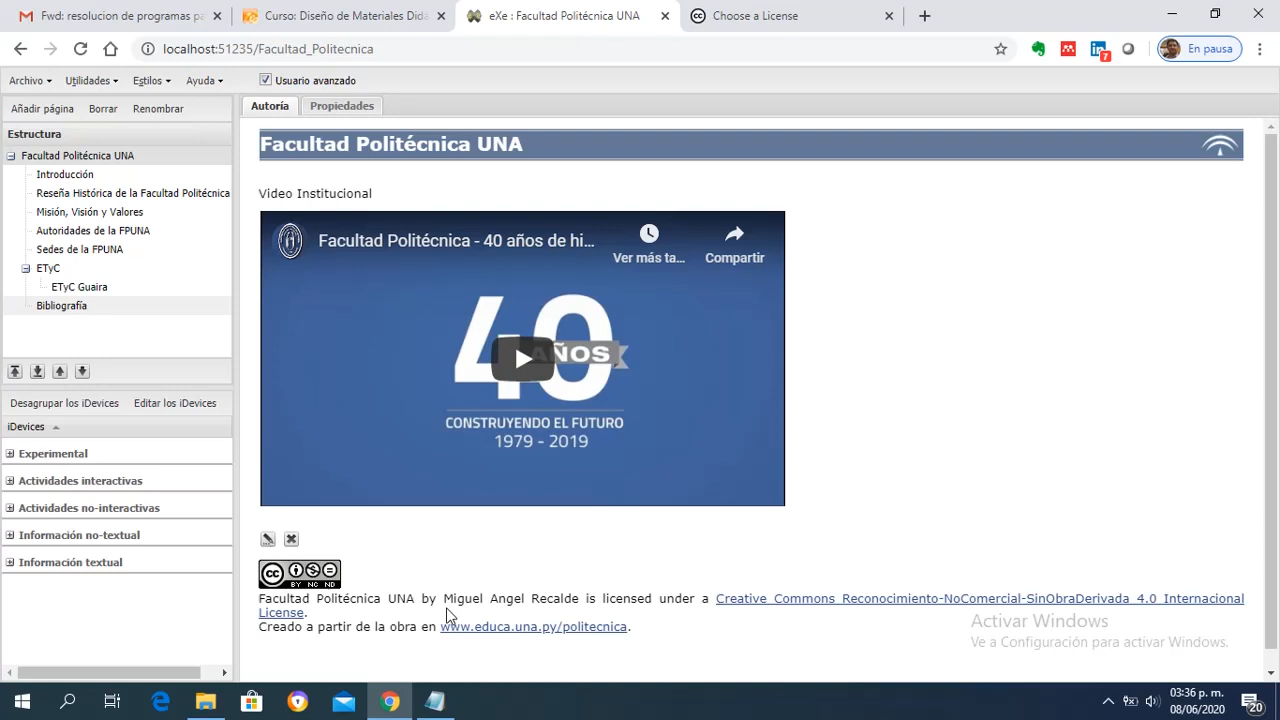 Fwd: resolucion de programas pa
Curso: Diseño de Materiales Didá
eXe : Facultad Politécnica UNA
Choose a License
localhost:51235/Facultad_Politecnica
7
En pausa
Archivo Utilidades Estilos Ayuda Usuario avanzado
Añadir página Borrar Renombrar
Autoría Propiedades
Estructura
Facultad Politécnica UNA
Introducción
Reseña Histórica de la Facultad Politécnica
Misión, Visión y Valores
Autoridades de la FPUNA
Sedes de la FPUNA
ETyC
ETyC Guaira
Bibliografía
Desagrupar los iDevices Editar los iDevices
iDevices
Experimental
Actividades interactivas
Actividades no-interactivas
Información no-textual
Información textual
Facultad Politécnica UNA
Video Institucional
Facultad Politécnica - 40 años de hi...
Ver más ta...
Compartir
40
AÑOS
CONSTRUYENDO EL FUTURO
1979 - 2019
cc BY NC ND
Facultad Politécnica UNA by Miguel Angel Recalde is licensed under a Creative Commons Reconocimiento-NoComercial-SinObraDerivada 4.0 Internacional
License.
Creado a partir de la obra en www.educa.una.py/politecnica.
Activar Windows
Ve a Configuración para activar Windows.
03:36 p. m.
08/06/2020
20